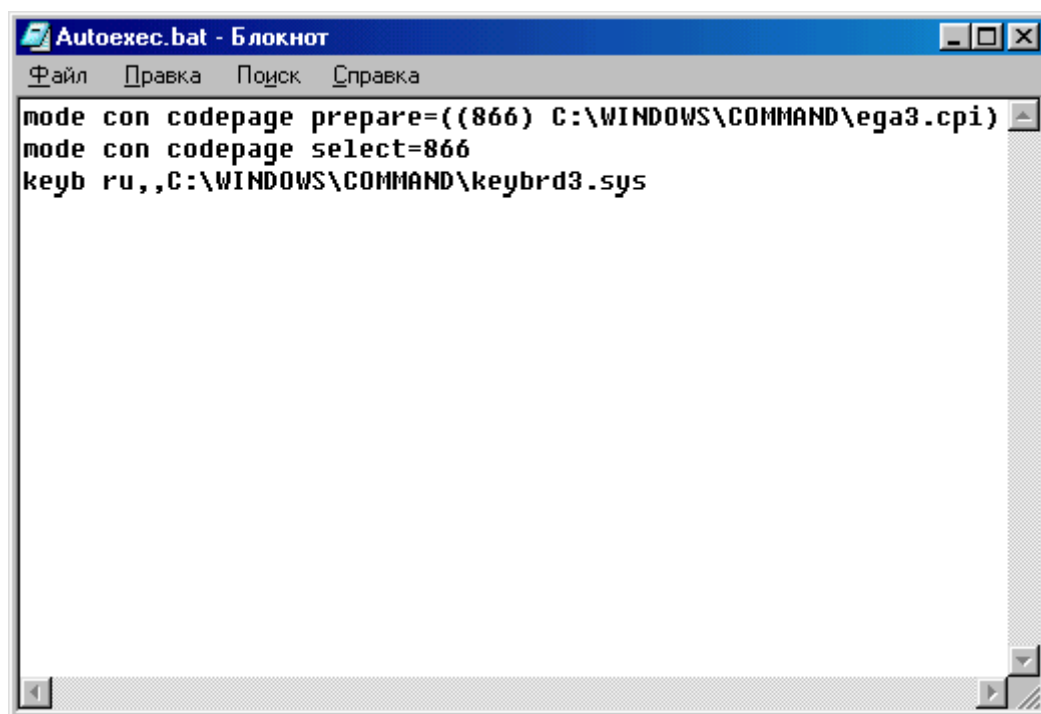 Autoexec.bat - Блокнот
Файл Правка Поиск Справка
mode con codepage prepare=((866) C:\WINDOWS\COMMAND\ega3.cpi)
mode con codepage select=866
keyb ru,,C:\WINDOWS\COMMAND\keybrd3.sys